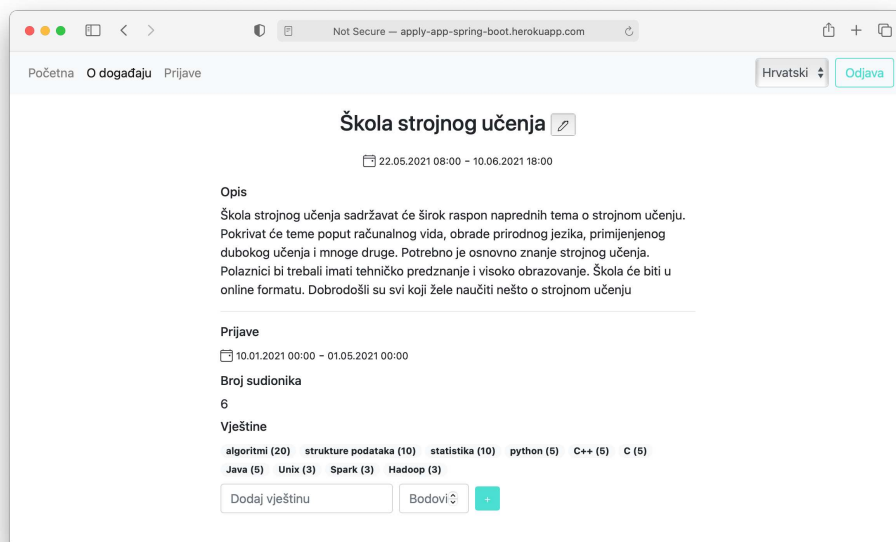 Not Secure — apply-app-spring-boot.herokuapp.com
Početna O događaju Prijave Hrvatski Odjava
Škola strojnog učenja
22.05.2021 08:00 – 10.06.2021 18:00
Opis
Škola strojnog učenja sadržavat će širok raspon naprednih tema o strojnom učenju.
Pokrivat će teme poput računalnog vida, obrade prirodnog jezika, primijenjenog
dubokog učenja i mnoge druge. Potrebno je osnovno znanje strojnog učenja.
Polaznici bi trebali imati tehničko predznanje i visoko obrazovanje. Škola će biti u
online formatu. Dobrodošli su svi koji žele naučiti nešto o strojnom učenju
Prijave
10.01.2021 00:00 – 01.05.2021 00:00
Broj sudionika
6
Vještine
algoritmi (20) strukture podataka (10) statistika (10) python (5) C++ (5) C (5)
Java (5) Unix (3) Spark (3) Hadoop (3)
Dodaj vještinu Bodovi +